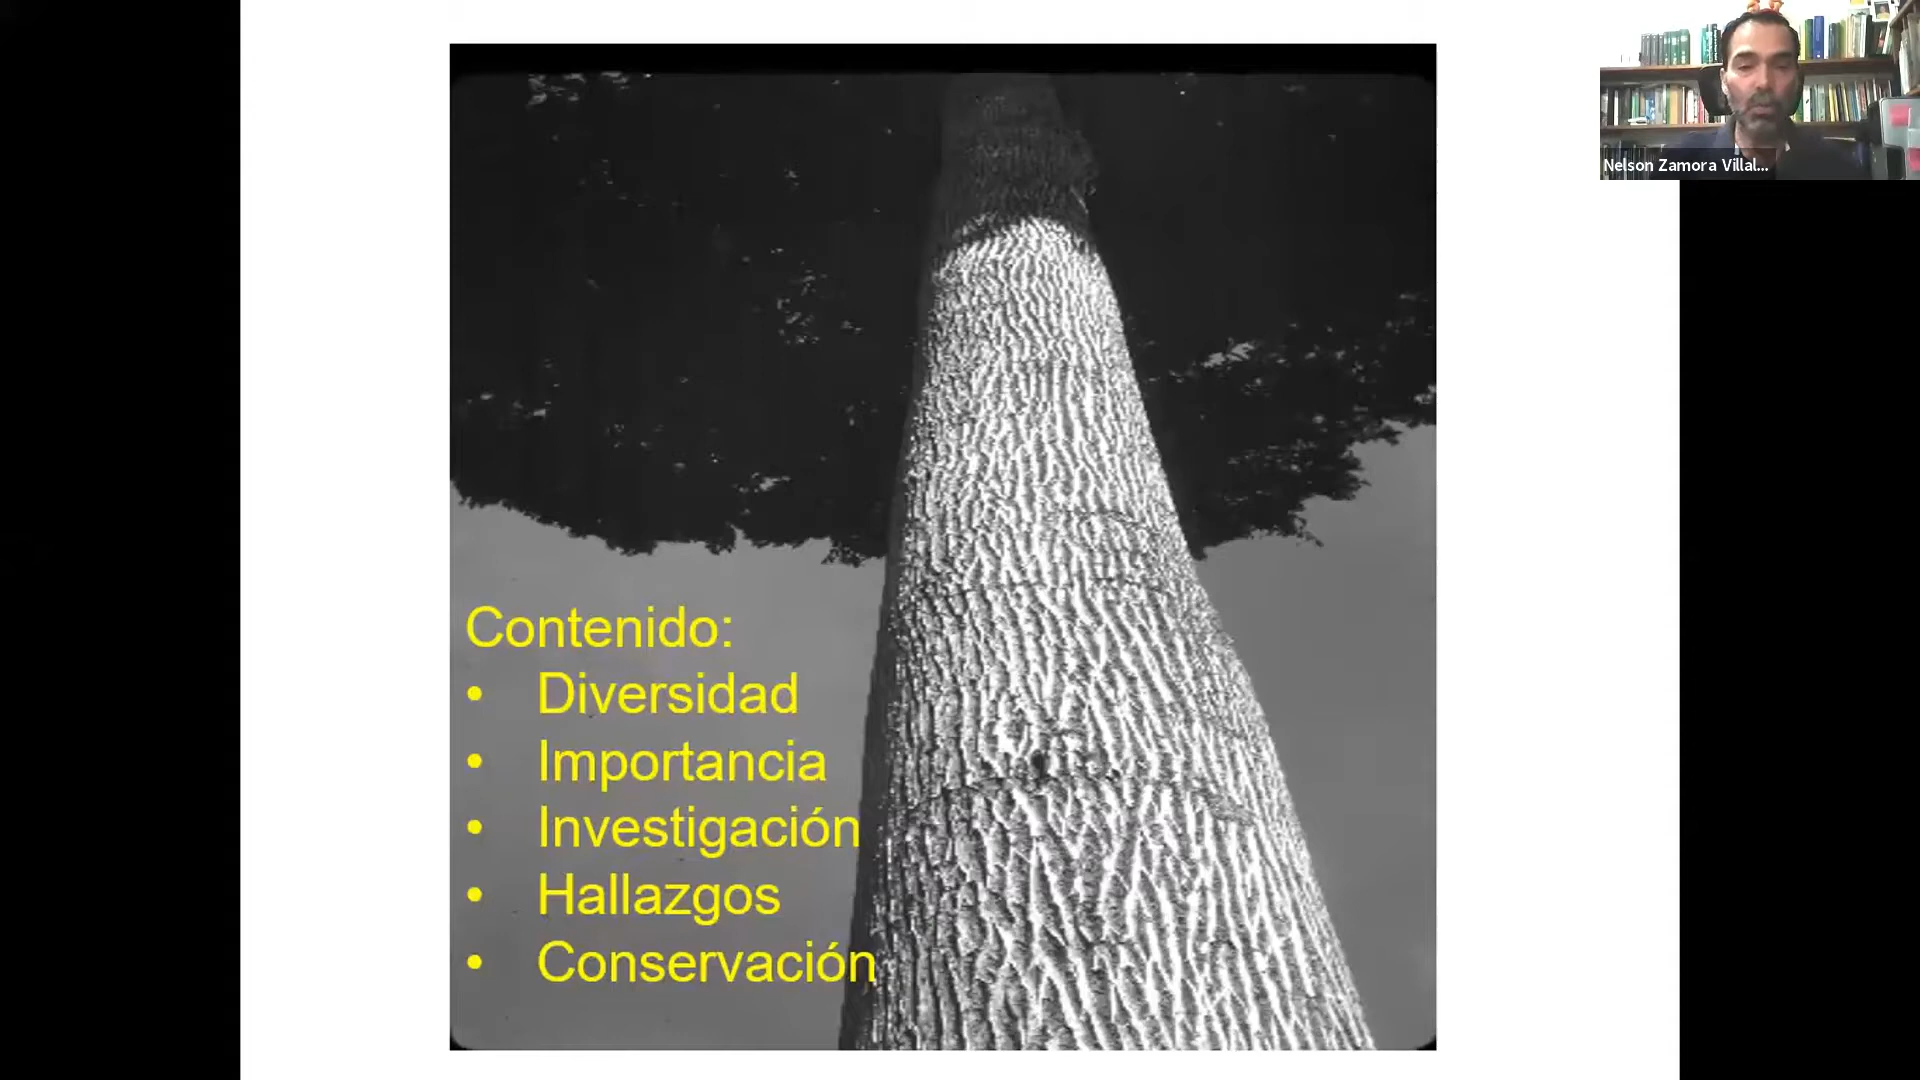 Nelson Zamora Villal...
Contenido:
• Diversidad
• Importancia
• Investigación
• Hallazgos
• Conservación